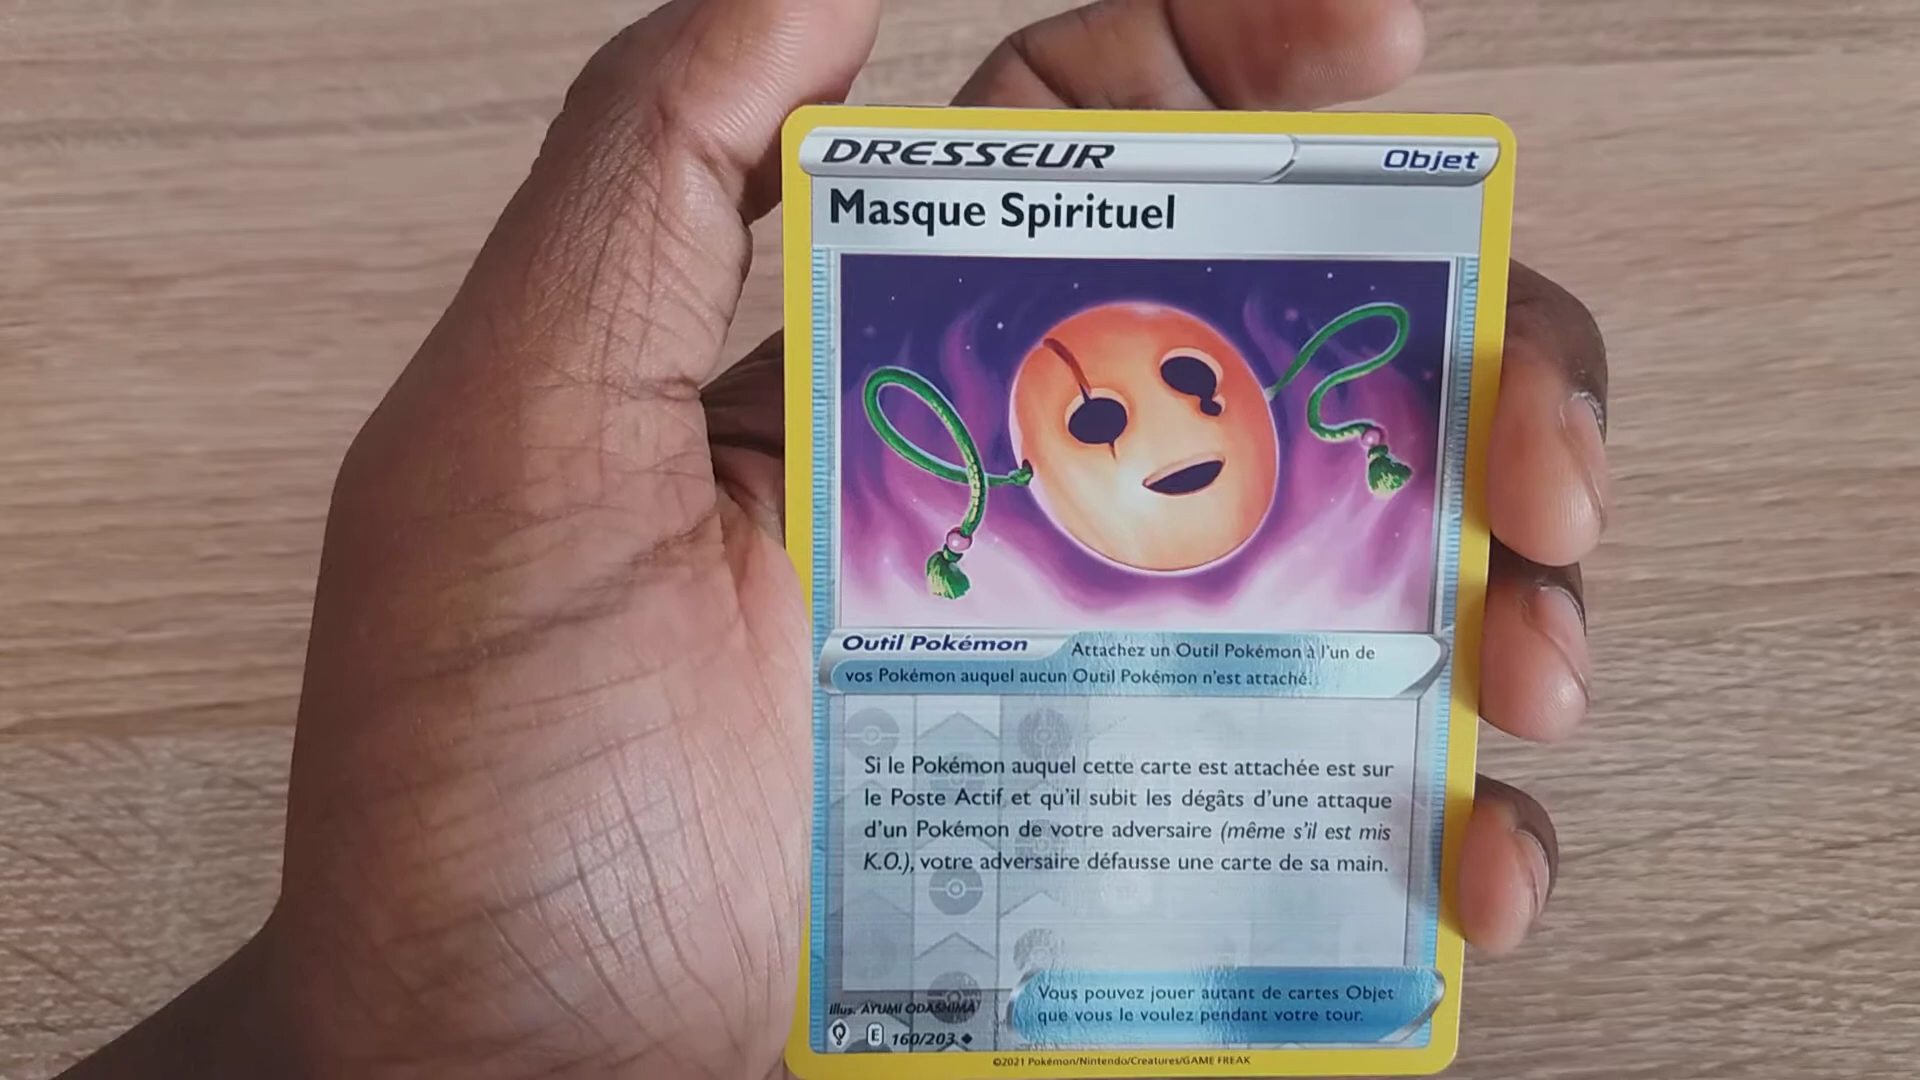 DRESSEUR Objet
Masque Spirituel
Outil Pokémon Attachez un Outil Pokémon à l'un de
vos Pokémon auquel aucun Outil Pokémon n'est attaché.
Si le Pokémon auquel cette carte est attachée est sur
le Poste Actif et qu'il subit les dégâts d'une attaque
d'un Pokémon de votre adversaire (même s'il est mis
K.O.), votre adversaire défausse une carte de sa main.
Vous pouvez jouer autant de cartes Objet
que vous le voulez pendant votre tour.
Illus. AYUMI ODASHIMA
E 160/203
©2021 Pokémon/Nintendo/Creatures/GAME FREAK